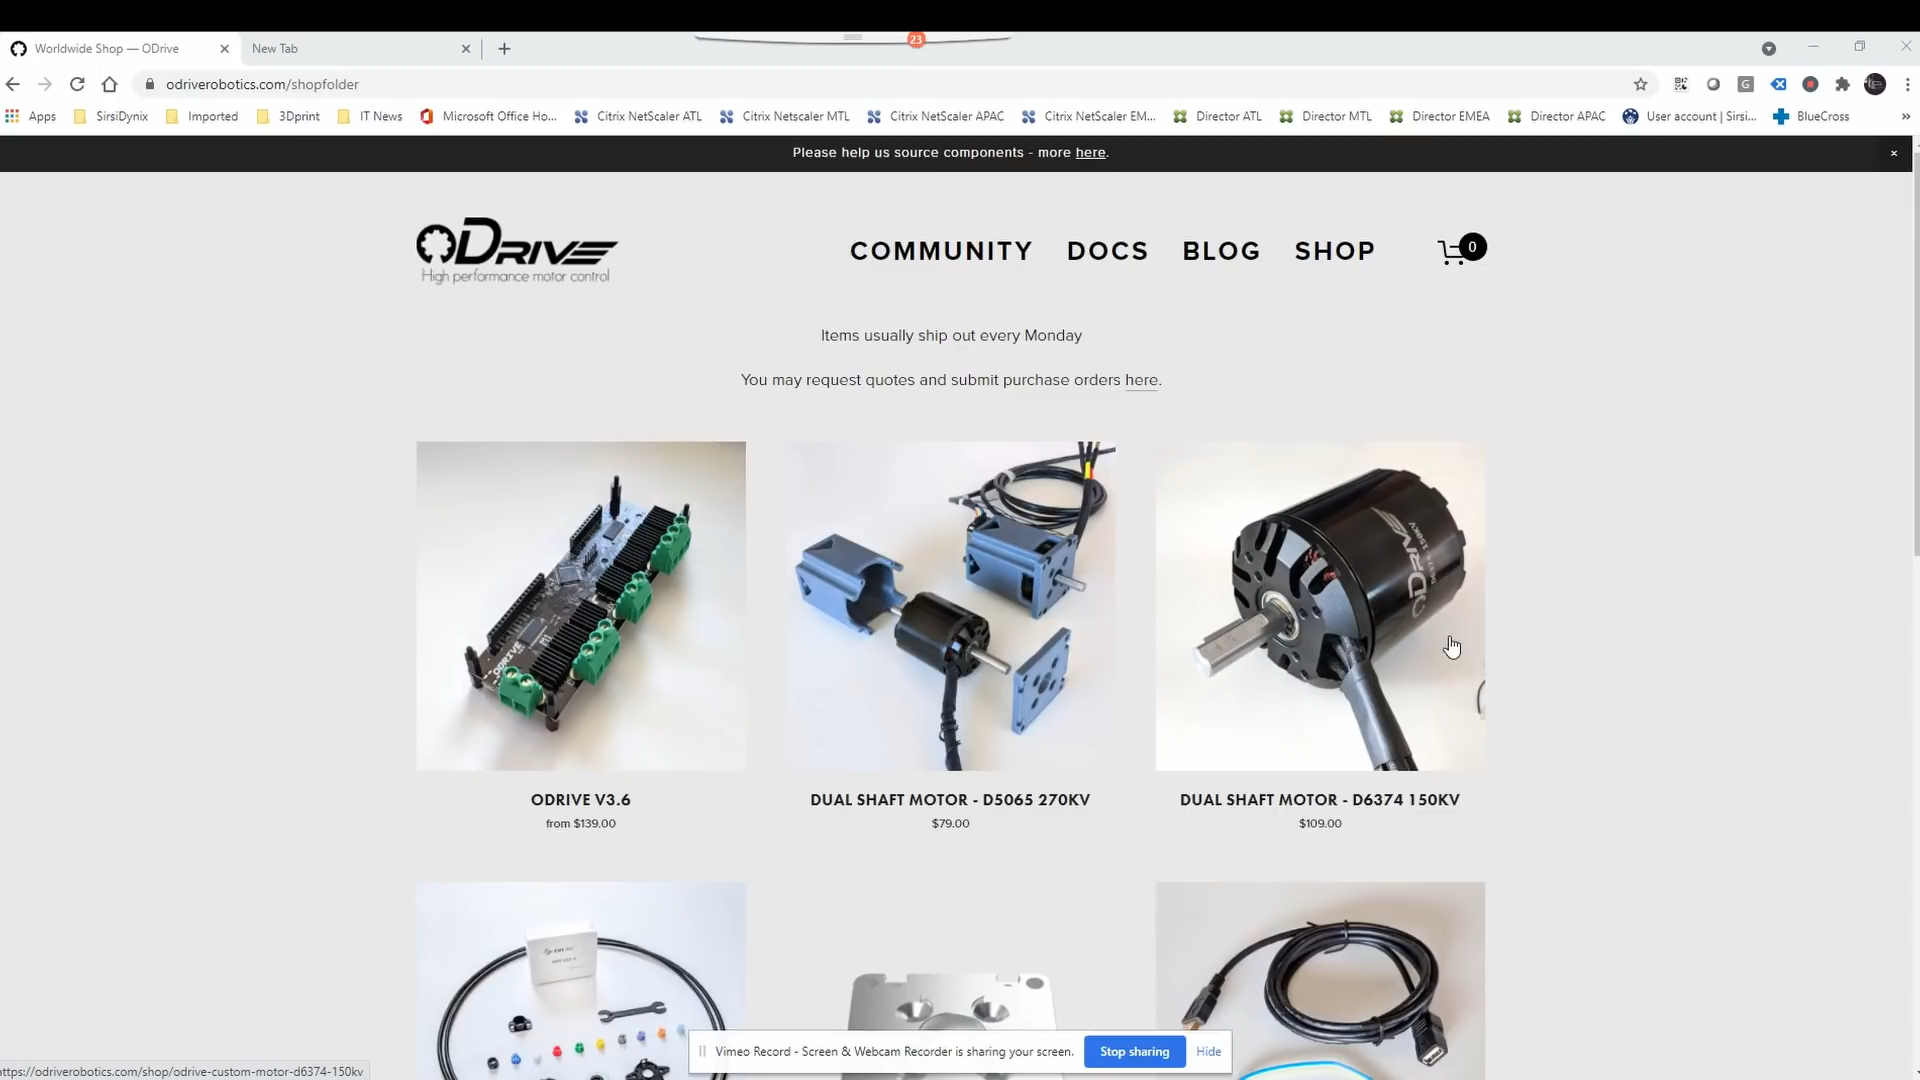 Worldwide Shop — ODrive
New Tab
23
odriverobotics.com/shopfolder
G
Apps
SirsiDynix
Imported
3Dprint
IT News
Microsoft Office Ho...
Citrix NetScaler ATL
Citrix Netscaler MTL
Citrix NetScaler APAC
Citrix NetScaler EM...
Director ATL
Director MTL
Director EMEA
Director APAC
User account | Sirsi...
BlueCross
»
Please help us source components - more here.
ODRIVE
High performance motor control
COMMUNITY
DOCS
BLOG
SHOP
0
Items usually ship out every Monday
You may request quotes and submit purchase orders here.
ODRIVE
ODRIVE
ODRIVE V3.6
from $139.00
DUAL SHAFT MOTOR - D5065 270KV
$79.00
DUAL SHAFT MOTOR - D6374 150KV
$109.00
Vimeo Record - Screen & Webcam Recorder is sharing your screen.
Stop sharing
Hide
https://odriverobotics.com/shop/odrive-custom-motor-d6374-150kv